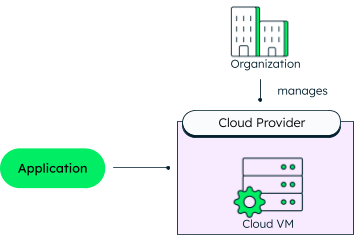 Organization
manages
Cloud Provider
Application
Cloud VM